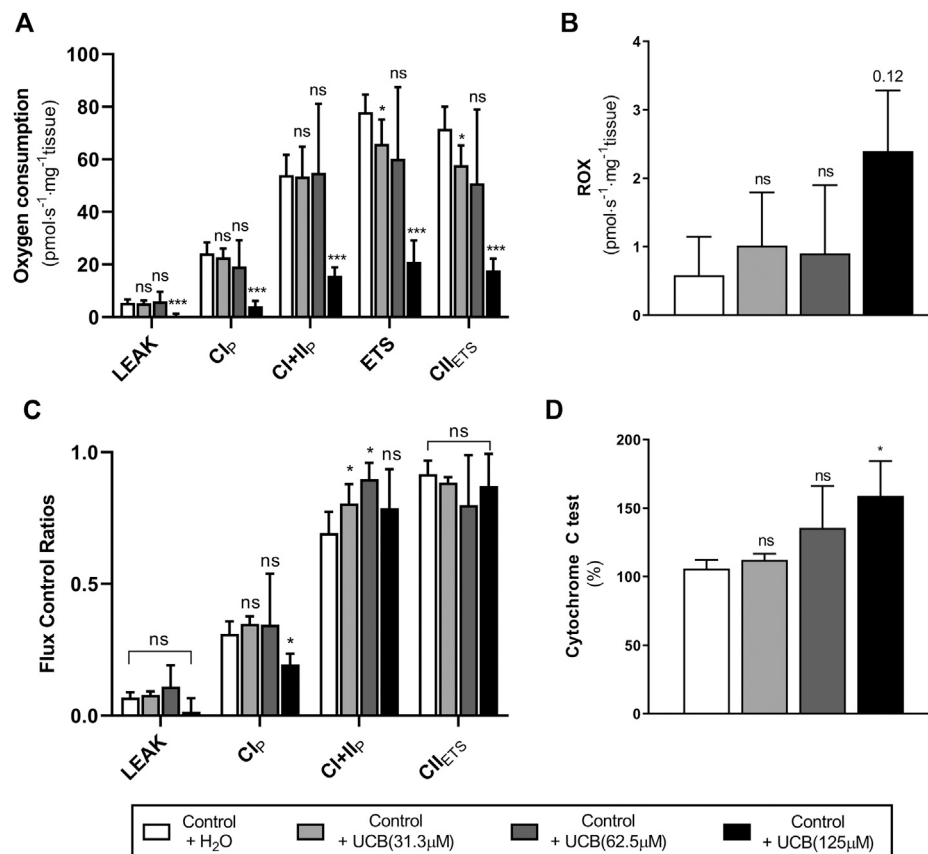 A
Oxygen consumption
(pmol·s⁻¹·mg⁻¹tissue)
100
80
60
40
20
0
ns
ns
***
ns
ns
***
ns
ns
***
*
ns
***
*
ns
***
LEAK
CIP
CI+IIP
ETS
CIIETS
B
ROX
(pmol·s⁻¹·mg⁻¹tissue)
4
3
2
1
0
ns
ns
0.12
C
Flux Control Ratios
1.0
0.5
0.0
ns
ns
ns
*
*
*
ns
ns
LEAK
CIP
CI+IIP
CIIETS
D
Cytochrome C test
(%)
200
150
100
50
0
ns
ns
*
Control
+ H₂O
Control
+ UCB(31.3μM)
Control
+ UCB(62.5μM)
Control
+ UCB(125μM)